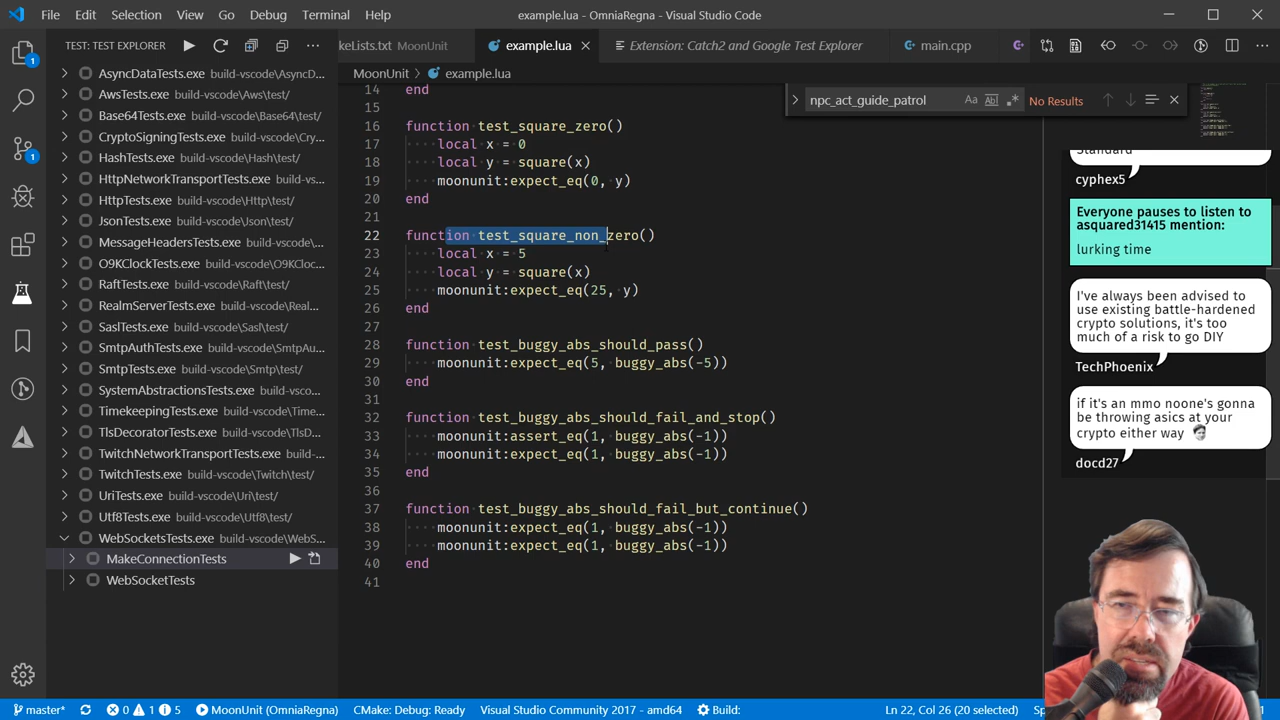 File Edit Selection View Go Debug Terminal Help example.lua - OmniaRegna - Visual Studio Code
TEST: TEST EXPLORER
keLists.txt MoonUnit example.lua Extension: Catch2 and Google Test Explorer main.cpp
MoonUnit > example.lua
npc_act_guide_patrol Aa Abl .* No Results
AsyncDataTests.exe build-vscode\AsyncD...
AwsTests.exe build-vscode\Aws\test/
Base64Tests.exe build-vscode\Base64\test/
CryptoSigningTests.exe build-vscode\Cry...
HashTests.exe build-vscode\Hash\test/
HttpNetworkTransportTests.exe build-vs...
HttpTests.exe build-vscode\Http\test/
JsonTests.exe build-vscode\Json\test/
MessageHeadersTests.exe build-vscode...
O9KClockTests.exe build-vscode\O9KCloc...
RaftTests.exe build-vscode\Raft\test/
RealmServerTests.exe build-vscode\Real...
SaslTests.exe build-vscode\Sasl\test/
SmtpAuthTests.exe build-vscode\SmtpAu...
SmtpTests.exe build-vscode\Smtp\test/
SystemAbstractionsTests.exe build-vsco...
TimekeepingTests.exe build-vscode\Time...
TlsDecoratorTests.exe build-vscode\TlsD...
TwitchNetworkTransportTests.exe build-...
TwitchTests.exe build-vscode\Twitch\test/
UriTests.exe build-vscode\Uri\test/
Utf8Tests.exe build-vscode\Utf8\test/
WebSocketsTests.exe build-vscode\WebS...
MakeConnectionTests
WebSocketTests
14 end
15
16 function test_square_zero()
17 local x = 0
18 local y = square(x)
19 moonunit:expect_eq(0, y)
20 end
21
22 function test_square_non_zero()
23 local x = 5
24 local y = square(x)
25 moonunit:expect_eq(25, y)
26 end
27
28 function test_buggy_abs_should_pass()
29 moonunit:expect_eq(5, buggy_abs(-5))
30 end
31
32 function test_buggy_abs_should_fail_and_stop()
33 moonunit:assert_eq(1, buggy_abs(-1))
34 moonunit:expect_eq(1, buggy_abs(-1))
35 end
36
37 function test_buggy_abs_should_fail_but_continue()
38 moonunit:expect_eq(1, buggy_abs(-1))
39 moonunit:expect_eq(1, buggy_abs(-1))
40 end
41
Standard
cyphex5
Everyone pauses to listen to
asquared31415 mention:
lurking time
I've always been advised to
use existing battle-hardened
crypto solutions, it's too
much of a risk to go DIY
TechPhoenix
if it's an mmo noone's gonna
be throwing asics at your
crypto either way
docd27
master* 0 1 5 MoonUnit (OmniaRegna) CMake: Debug: Ready Visual Studio Community 2017 - amd64 Build: Ln 22, Col 26 (20 selected)